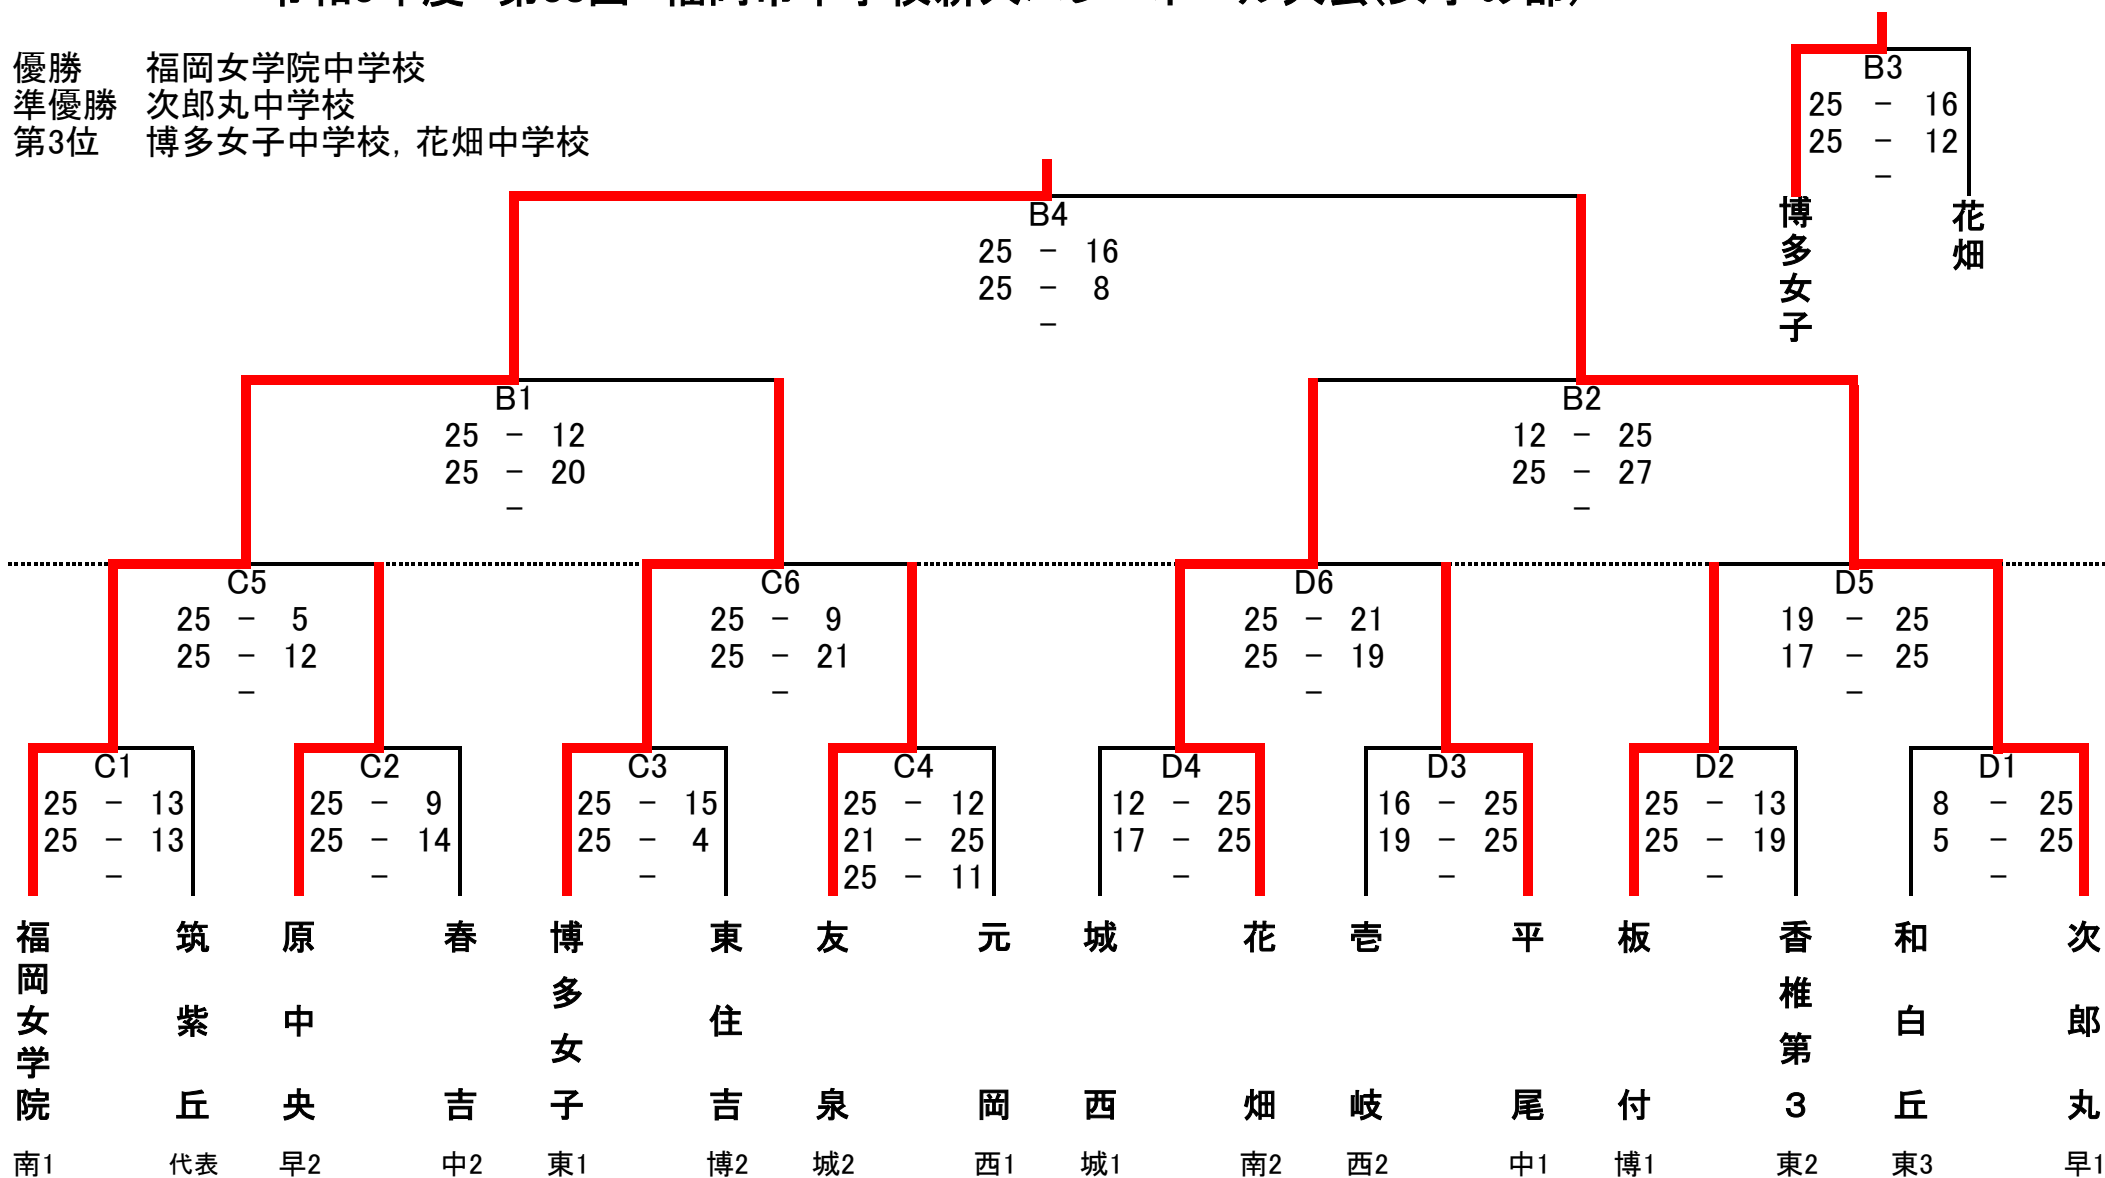 優勝 福岡女学院中学校
準優勝 次郎丸中学校
第3位 博多女子中学校, 花畑中学校
B3
25 － 16
25 － 12
－
博多女子
花畑
B4
25 － 16
25 － 8
－
B1
25 － 12
25 － 20
－
B2
12 － 25
25 － 27
－
C5
25 － 5
25 － 12
－
C6
25 － 9
25 － 21
－
D6
25 － 21
25 － 19
－
D5
19 － 25
17 － 25
－
C1
25 － 13
25 － 13
－
C2
25 － 9
25 － 14
－
C3
25 － 15
25 － 4
－
C4
25 － 12
21 － 25
25 － 11
D4
12 － 25
17 － 25
－
D3
16 － 25
19 － 25
－
D2
25 － 13
25 － 19
－
D1
8 － 25
5 － 25
－
福岡女学院
筑紫丘
原中央
春吉
博多女子
東住吉
友泉
元岡
城西
花畑
壱岐
平尾
板付
香椎第３
和白丘
次郎丸
南1 代表 早2 中2 東1 博2 城2 西1 城1 南2 西2 中1 博1 東2 東3 早1